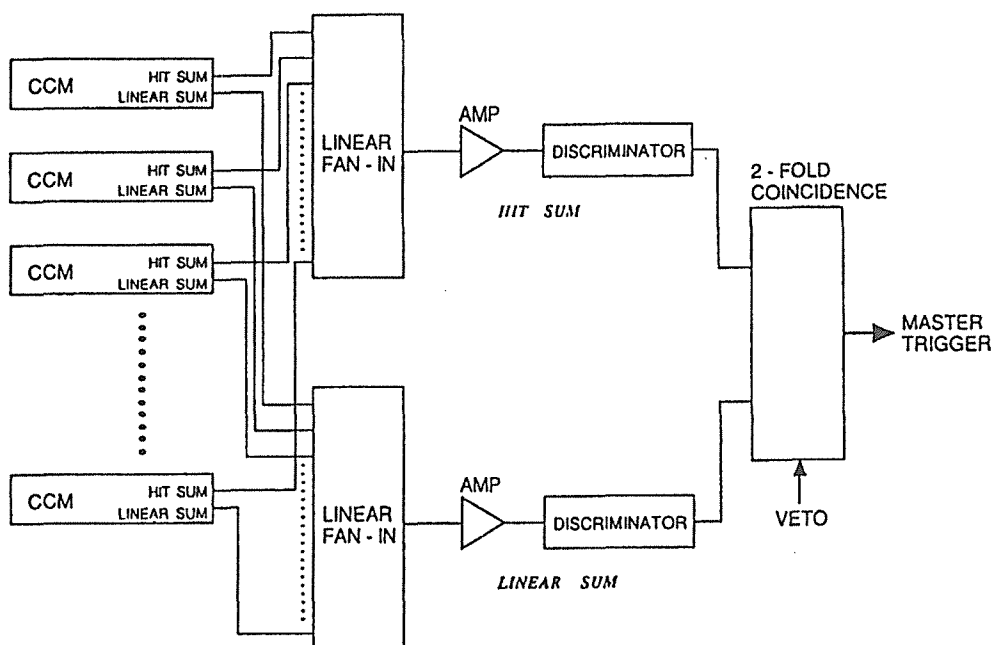 CCM
HIT SUM
LINEAR SUM
CCM
HIT SUM
LINEAR SUM
CCM
HIT SUM
LINEAR SUM
CCM
HIT SUM
LINEAR SUM
LINEAR
FAN - IN
AMP
DISCRIMINATOR
HIT SUM
LINEAR
FAN - IN
AMP
DISCRIMINATOR
LINEAR SUM
2 - FOLD
COINCIDENCE
MASTER
TRIGGER
VETO